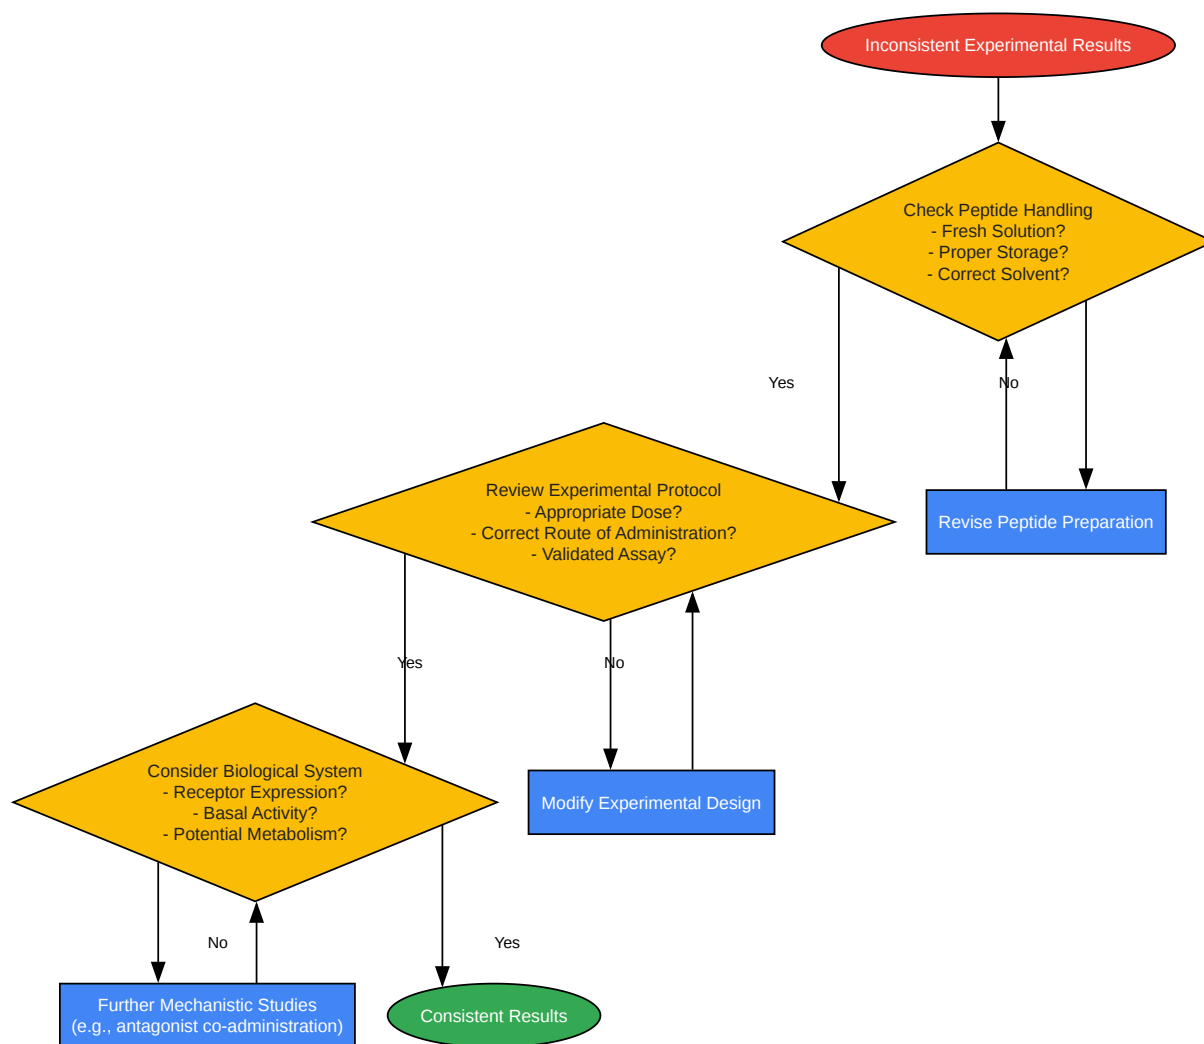 Inconsistent Experimental Results
Check Peptide Handling
- Fresh Solution?
- Proper Storage?
- Correct Solvent?
Yes
No
Review Experimental Protocol
- Appropriate Dose?
- Correct Route of Administration?
- Validated Assay?
Revise Peptide Preparation
Yes
No
Consider Biological System
- Receptor Expression?
- Basal Activity?
- Potential Metabolism?
Modify Experimental Design
No
Yes
Further Mechanistic Studies
(e.g., antagonist co-administration)
Consistent Results